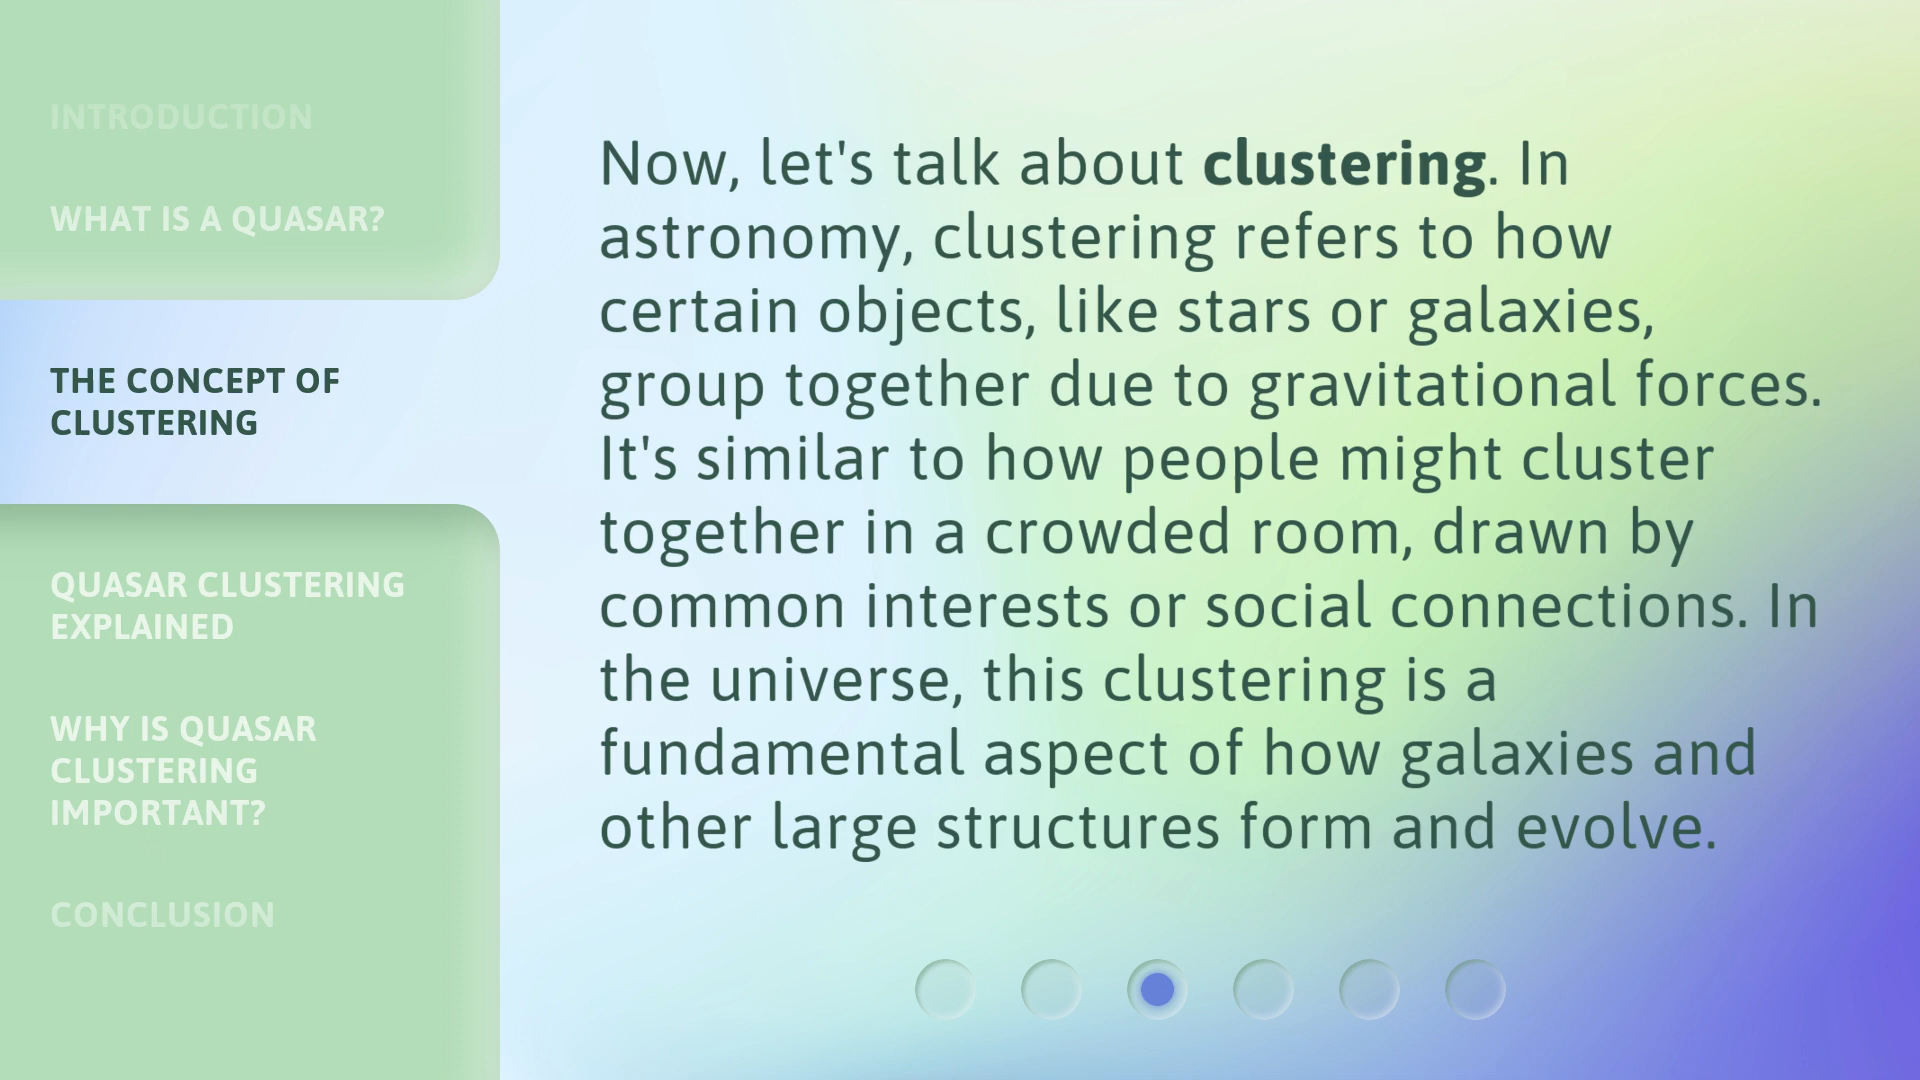 INTRODUCTION
WHAT IS A QUASAR?
THE CONCEPT OF
CLUSTERING
QUASAR CLUSTERING
EXPLAINED
WHY IS QUASAR
CLUSTERING
IMPORTANT?
CONCLUSION
Now, let's talk about clustering. In
astronomy, clustering refers to how
certain objects, like stars or galaxies,
group together due to gravitational forces.
It's similar to how people might cluster
together in a crowded room, drawn by
common interests or social connections. In
the universe, this clustering is a
fundamental aspect of how galaxies and
other large structures form and evolve.